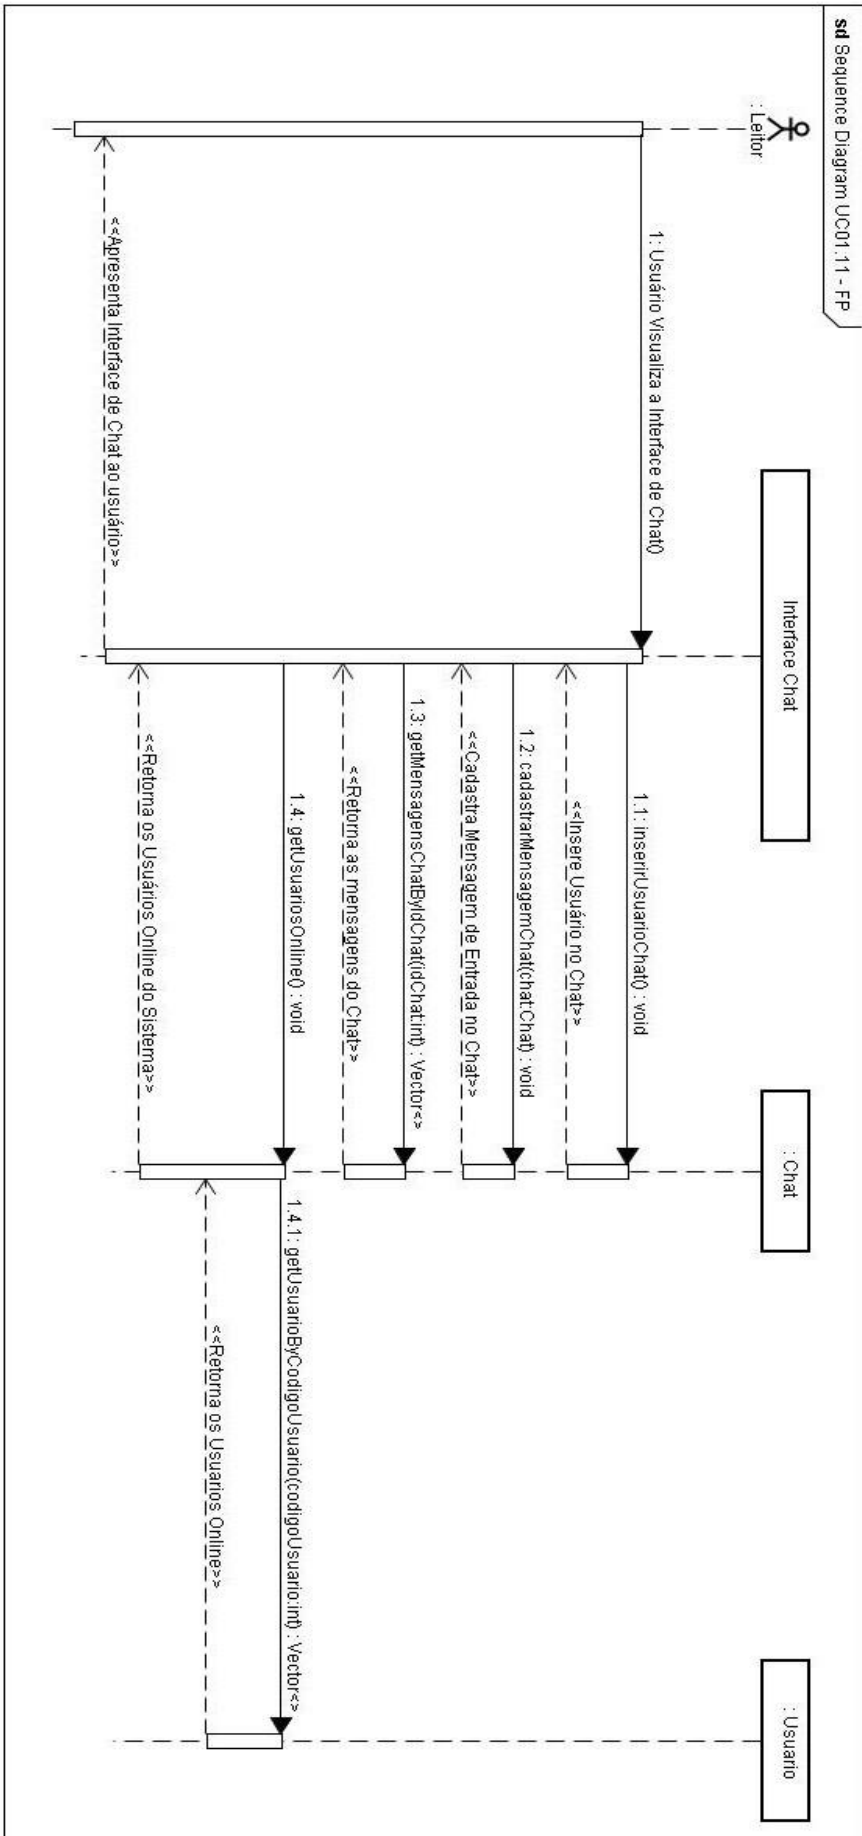 sd Sequence Diagram UC01.11 - FP
: Leitor
Interface Chat
: Chat
: Usuario
1: Usuário Visualiza a Interface de Chat()
1.1: inserirUsuarioChat() : void
<<Insere Usuário no Chat>>
1.2: cadastrarMensagemChat(chat:Chat) : void
<<Cadastra Mensagem de Entrada no Chat>>
1.3: getMensagensChatByIdChat(idChat:int) : Vector<>
<<Retorna as mensagens do Chat>>
1.4: getUsuariosOnline() : void
1.4.1: getUsuarioByCodigoUsuario(codigoUsuario:int) : Vector<>
<<Retorna os Usuarios Online>>
<<Retorna os Usuários Online do Sistema>>
<<Apresenta Interface de Chat ao usuário>>